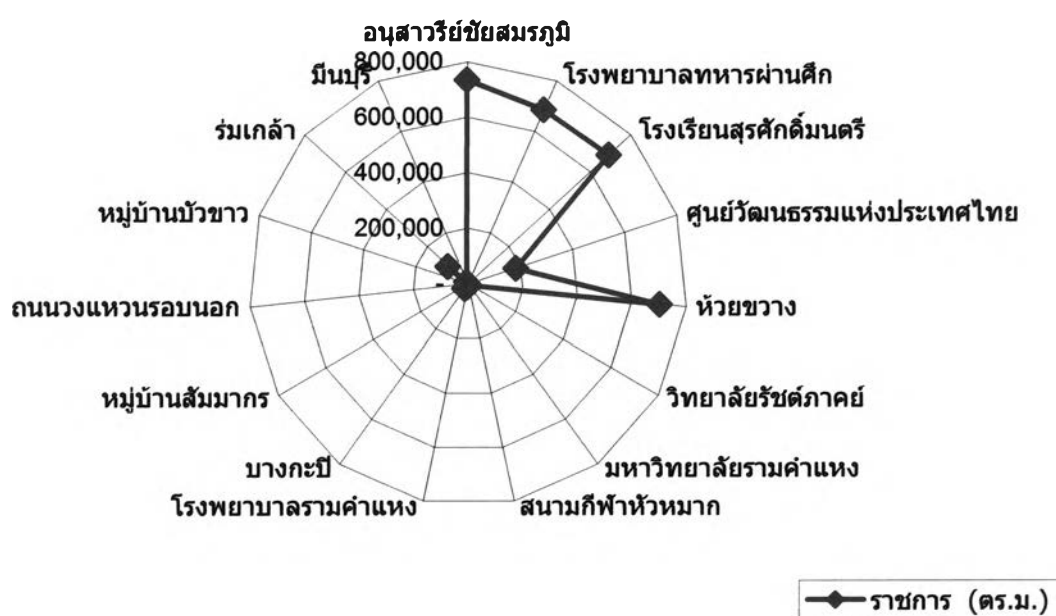 อนุสาวรีย์ชัยสมรภูมิ
800,000
มีนบุรี
โรงพยาบาลทหารผ่านศึก
600,000
ร่มเกล้า
โรงเรียนสุรศักดิ์มนตรี
400,000
หมู่บ้านบัวขาว
ศูนย์วัฒนธรรมแห่งประเทศไทย
200,000
-
ถนนวงแหวนรอบนอก
ห้วยขวาง
หมู่บ้านสัมมากร
วิทยาลัยรัชต์ภาคย์
บางกะปิ
มหาวิทยาลัยรามคำแหง
โรงพยาบาลรามคำแหง
สนามกีฬาหัวหมาก
ราชการ (ตร.ม.)